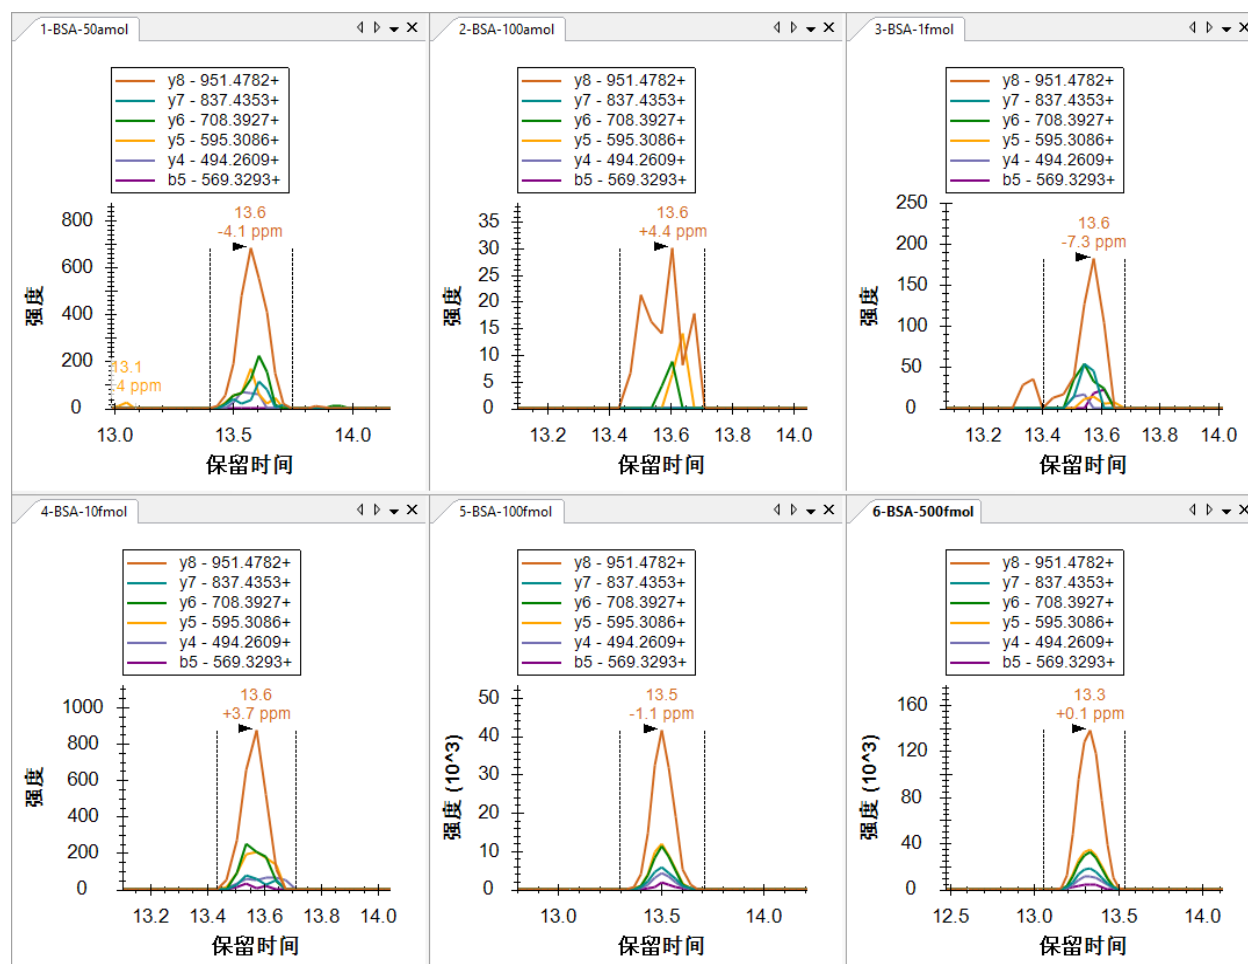 1-BSA-50amol
y8 - 951.4782+
y7 - 837.4353+
y6 - 708.3927+
y5 - 595.3086+
y4 - 494.2609+
b5 - 569.3293+
13.6
-4.1 ppm
13.1
-4 ppm
800
600
400
200
0
强度
13.0 13.5 14.0
保留时间
2-BSA-100amol
y8 - 951.4782+
y7 - 837.4353+
y6 - 708.3927+
y5 - 595.3086+
y4 - 494.2609+
b5 - 569.3293+
13.6
+4.4 ppm
35
30
25
20
15
10
5
0
强度
13.2 13.4 13.6 13.8 14.0
保留时间
3-BSA-1fmol
y8 - 951.4782+
y7 - 837.4353+
y6 - 708.3927+
y5 - 595.3086+
y4 - 494.2609+
b5 - 569.3293+
13.6
-7.3 ppm
250
200
150
100
50
0
强度
13.2 13.4 13.6 13.8 14.0
保留时间
4-BSA-10fmol
y8 - 951.4782+
y7 - 837.4353+
y6 - 708.3927+
y5 - 595.3086+
y4 - 494.2609+
b5 - 569.3293+
13.6
+3.7 ppm
1000
800
600
400
200
0
强度
13.2 13.4 13.6 13.8 14.0
保留时间
5-BSA-100fmol
y8 - 951.4782+
y7 - 837.4353+
y6 - 708.3927+
y5 - 595.3086+
y4 - 494.2609+
b5 - 569.3293+
13.5
-1.1 ppm
50
40
30
20
10
0
强度 (10^3)
13.0 13.5 14.0
保留时间
6-BSA-500fmol
y8 - 951.4782+
y7 - 837.4353+
y6 - 708.3927+
y5 - 595.3086+
y4 - 494.2609+
b5 - 569.3293+
13.3
+0.1 ppm
160
120
80
40
0
强度 (10^3)
12.5 13.0 13.5 14.0
保留时间